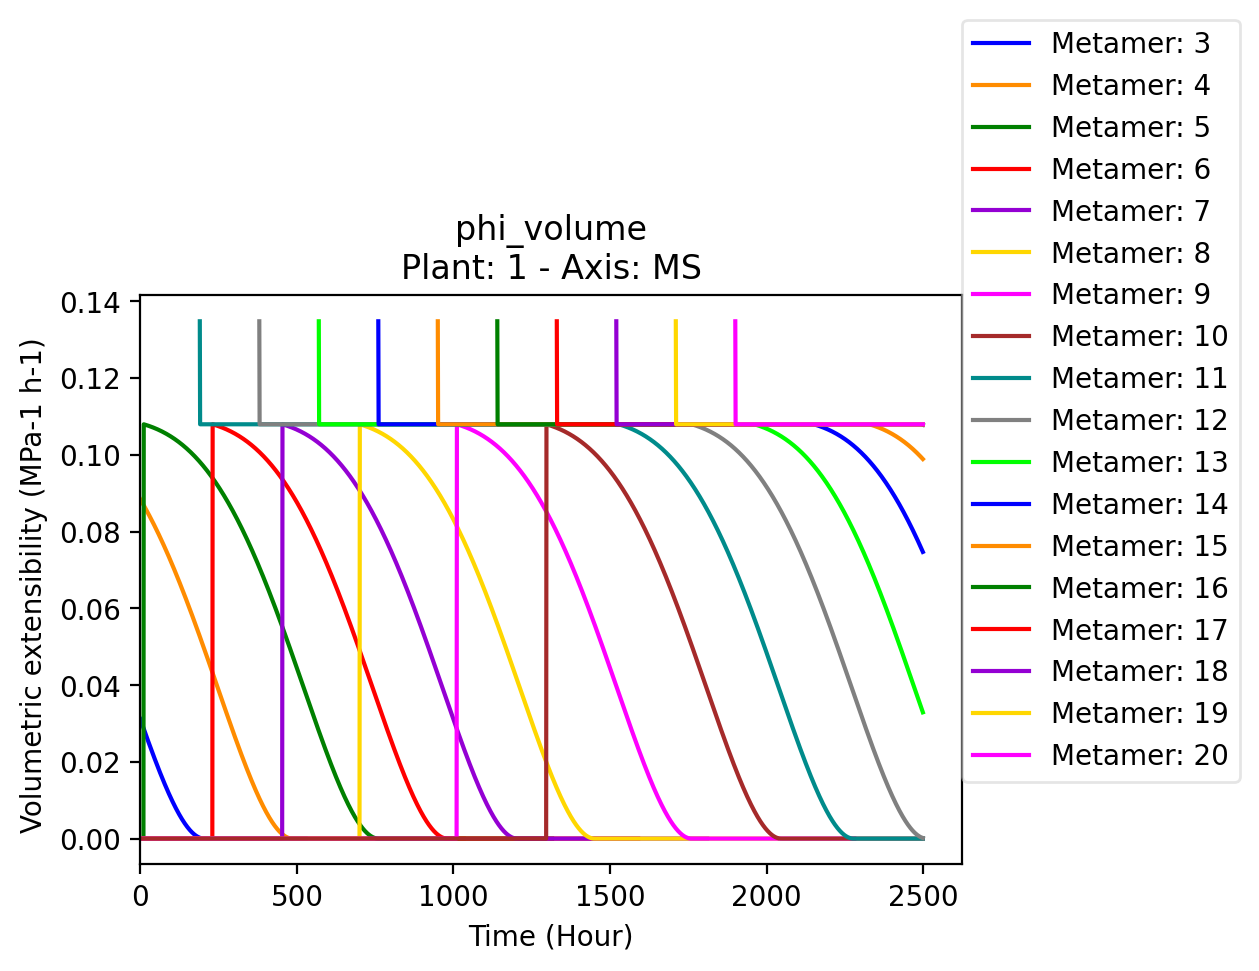 phi_volume
Plant: 1 - Axis: MS
Volumetric extensibility (MPa-1 h-1)
0.14
0.12
0.10
0.08
0.06
0.04
0.02
0.00
0 500 1000 1500 2000 2500
Time (Hour)
Metamer: 3
Metamer: 4
Metamer: 5
Metamer: 6
Metamer: 7
Metamer: 8
Metamer: 9
Metamer: 10
Metamer: 11
Metamer: 12
Metamer: 13
Metamer: 14
Metamer: 15
Metamer: 16
Metamer: 17
Metamer: 18
Metamer: 19
Metamer: 20